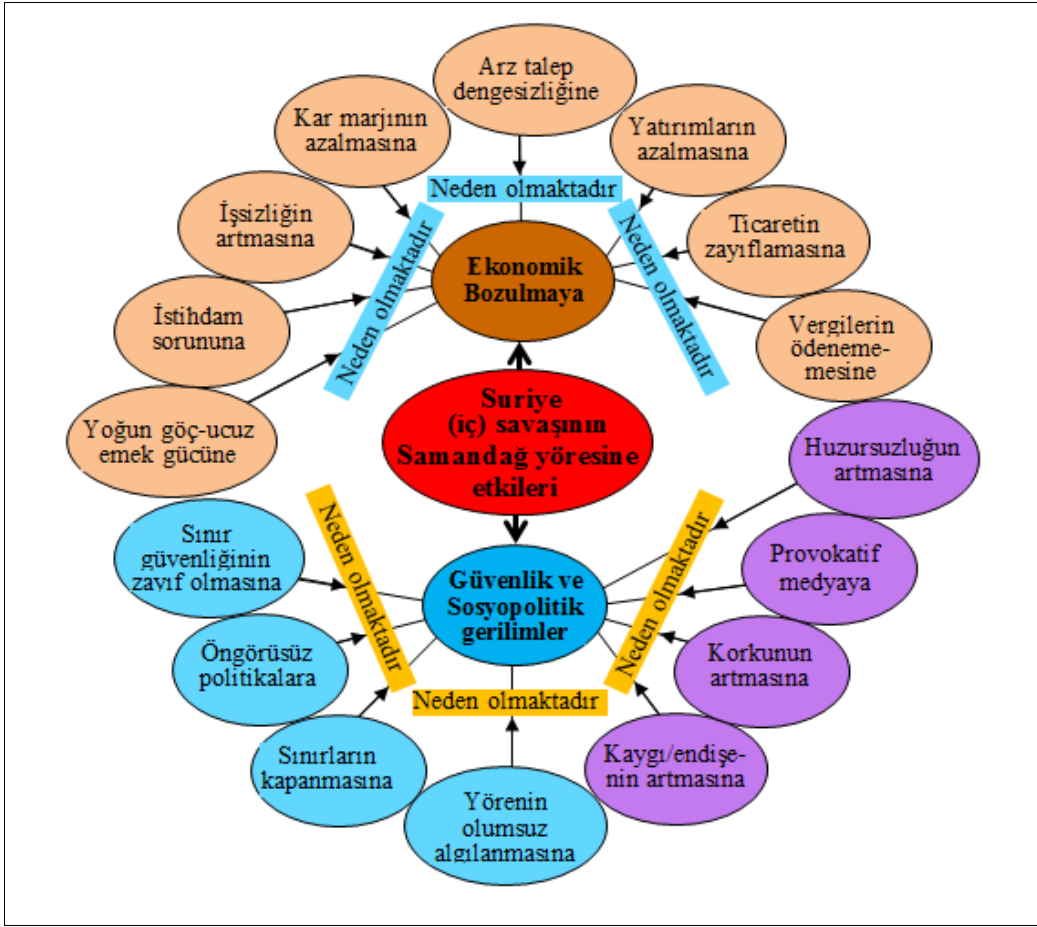 Arz talep
dengesizliğine
Kar marjının
azalmasına
Yatırımların
azalmasına
Neden olmaktadır
İşsizliğin
artmasına
Neden olmaktadır
Ekonomik
Bozulmaya
Neden olmaktadır
Ticaretin
zayıflamasına
İstihdam
sorununa
Vergilerin
ödenememe-
mesine
Yoğun göç-ucuz
emek gücüne
Suriye
(iç) savaşının
Samandağ yöresine
etkileri
Huzursuzluğun
artmasına
Sınır
güvenliğinin
zayıf olmasına
Neden olmaktadır
Güvenlik ve
Sosyopolitik
gerilimler
Neden olmaktadır
Provokatif
medyaya
Öngörüsüz
politikalara
Korkunun
artmasına
Neden olmaktadır
Sınırların
kapanmasına
Kaygı/endişe-
nin artmasına
Yörenin
olumsuz
algılanmasına